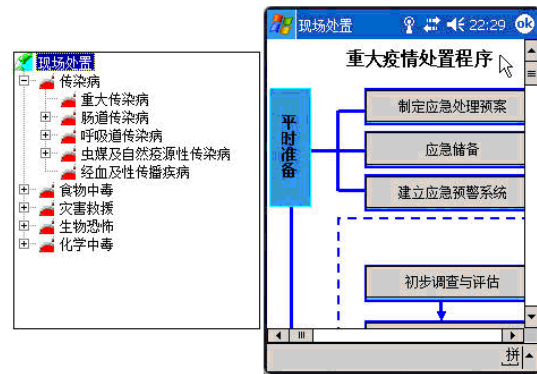 现场处置
传染病
重大传染病
肠道传染病
呼吸道传染病
虫媒及自然疫源性传染病
经血及性传播疾病
食物中毒
灾害救援
生物恐怖
化学中毒
现场处置 22:29 ok
重大疫情处置程序
平时准备
制定应急处理预案
应急储备
建立应急预警系统
初步调查与评估
拼